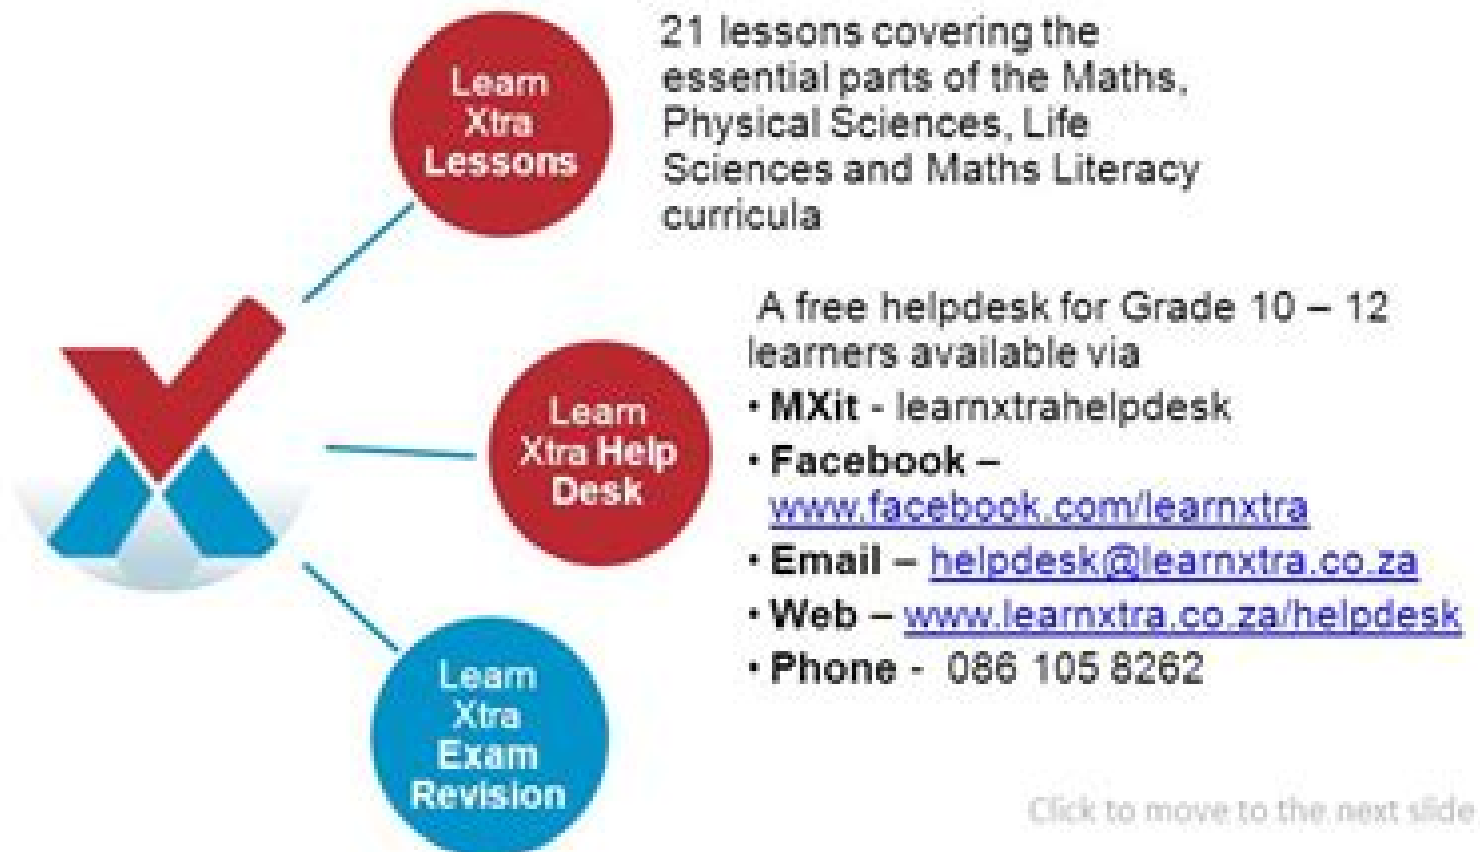 Learn
Xtra
Lessons
21 lessons covering the
essential parts of the Maths,
Physical Sciences, Life
Sciences and Maths Literacy
curricula
Learn
Xtra Help
Desk
A free helpdesk for Grade 10 – 12
learners available via
• MXit - learnxtrahelpdesk
• Facebook –
www.facebook.com/learnxtra
• Email – helpdesk@learnxtra.co.za
• Web – www.learnxtra.co.za/helpdesk
• Phone - 086 105 8262
Learn
Xtra
Exam
Revision
Click to move to the next slide